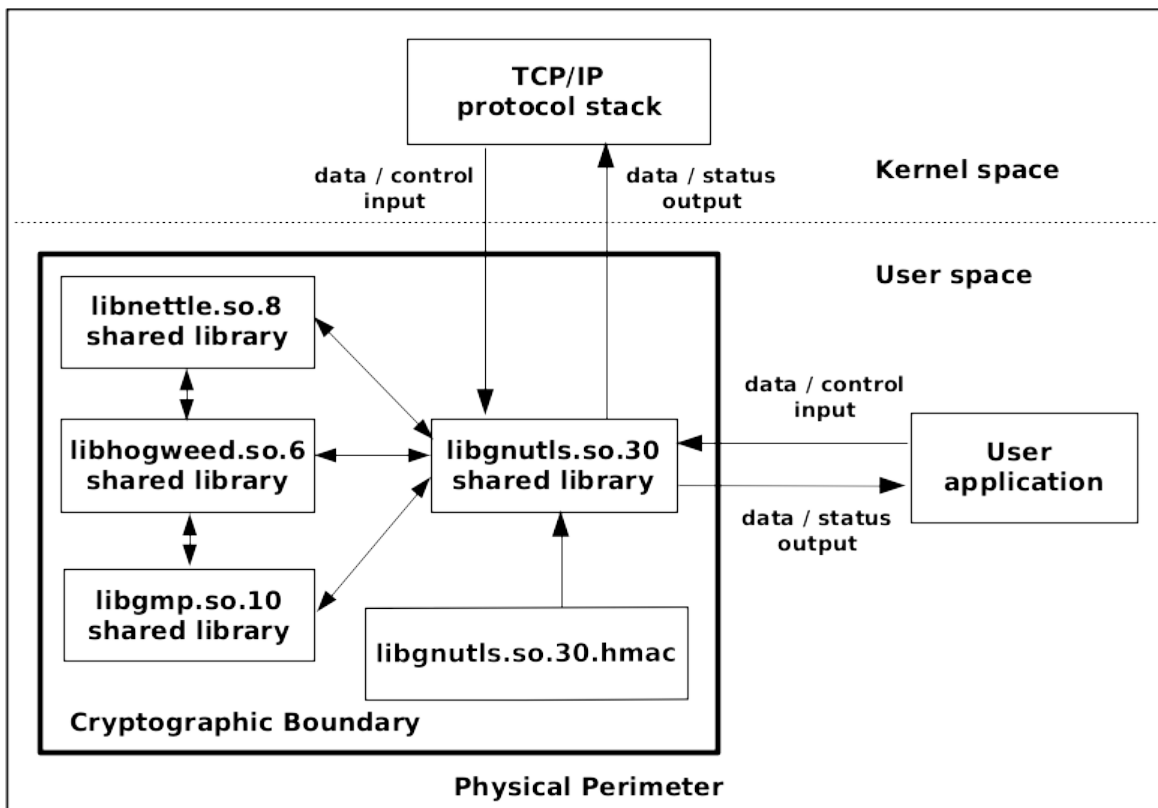 TCP/IP
protocol stack
data / control
input
data / status
output
Kernel space
User space
libnettle.so.8
shared library
libhogweed.so.6
shared library
libgmp.so.10
shared library
libgnutls.so.30
shared library
libgnutls.so.30.hmac
data / control
input
User
application
data / status
output
Cryptographic Boundary
Physical Perimeter